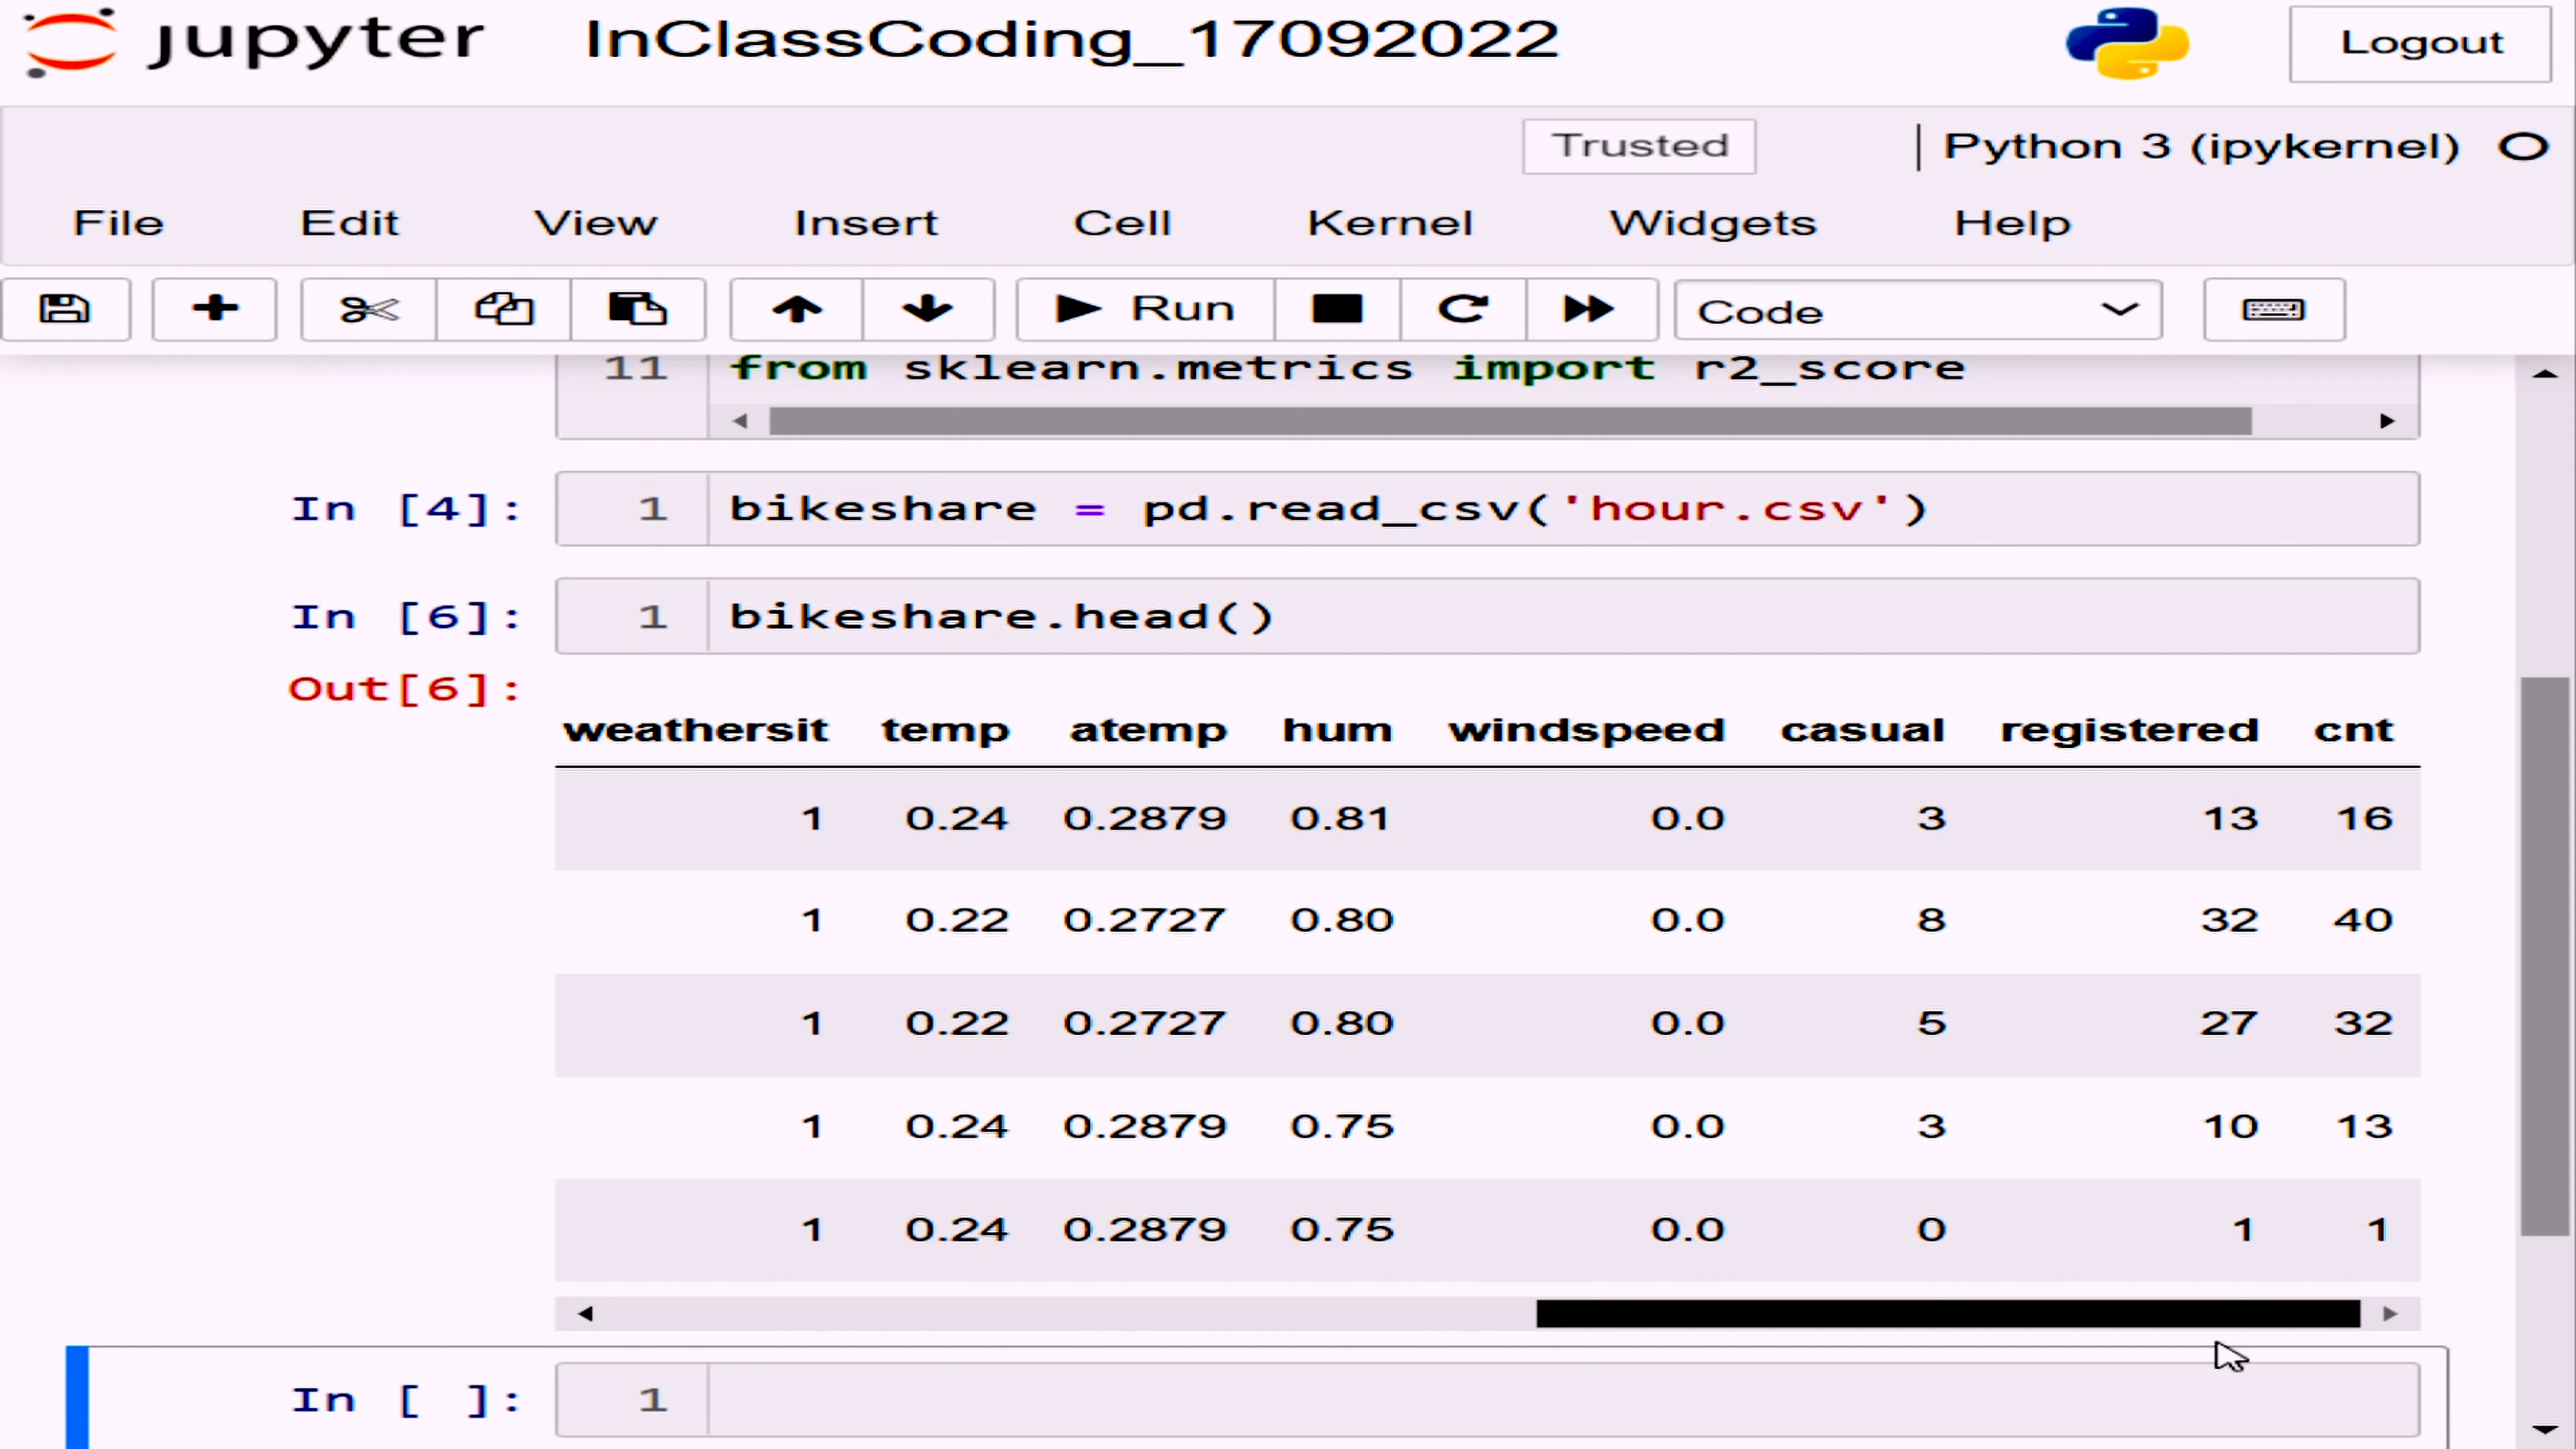 jupyter InClassCoding_17092022 Logout
Trusted | Python 3 (ipykernel)
File Edit View Insert Cell Kernel Widgets Help
Run Code
11 from sklearn.metrics import r2_score
In [4]: 1 bikeshare = pd.read_csv('hour.csv')
In [6]: 1 bikeshare.head()
Out[6]:
weathersit temp atemp hum windspeed casual registered cnt
1 0.24 0.2879 0.81 0.0 3 13 16
1 0.22 0.2727 0.80 0.0 8 32 40
1 0.22 0.2727 0.80 0.0 5 27 32
1 0.24 0.2879 0.75 0.0 3 10 13
1 0.24 0.2879 0.75 0.0 0 1 1
In [ ]: 1